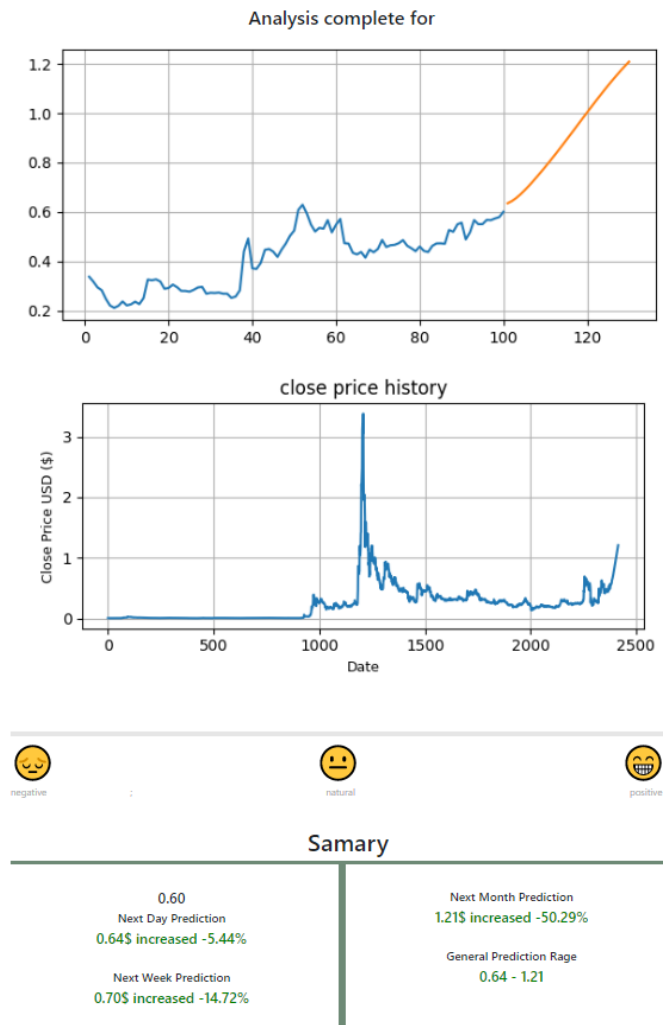 Analysis complete for
1.2
1.0
0.8
0.6
0.4
0.2
0 20 40 60 80 100 120
close price history
Close Price USD ($)
3
2
1
0
0 500 1000 1500 2000 2500
Date
negative ; natural positive
Samary
0.60
Next Day Prediction
0.64$ increased -5.44%
Next Week Prediction
0.70$ increased -14.72%
Next Month Prediction
1.21$ increased -50.29%
General Prediction Rage
0.64 - 1.21